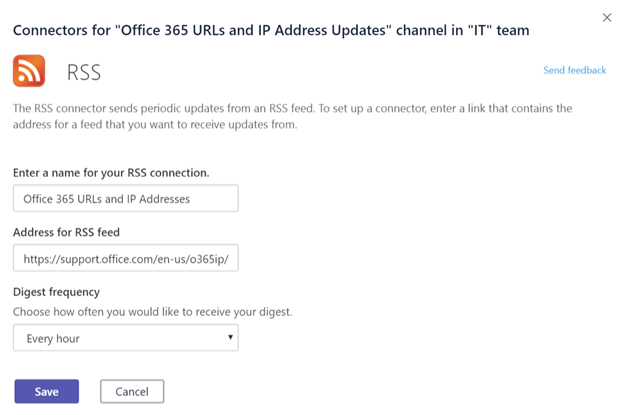 Connectors for "Office 365 URLs and IP Address Updates" channel in "IT" team
RSS
Send feedback
The RSS connector sends periodic updates from an RSS feed. To set up a connector, enter a link that contains the
address for a feed that you want to receive updates from.
Enter a name for your RSS connection.
Office 365 URLs and IP Addresses
Address for RSS feed
https://support.office.com/en-us/o365ip/
Digest frequency
Choose how often you would like to receive your digest.
Every hour
Save Cancel